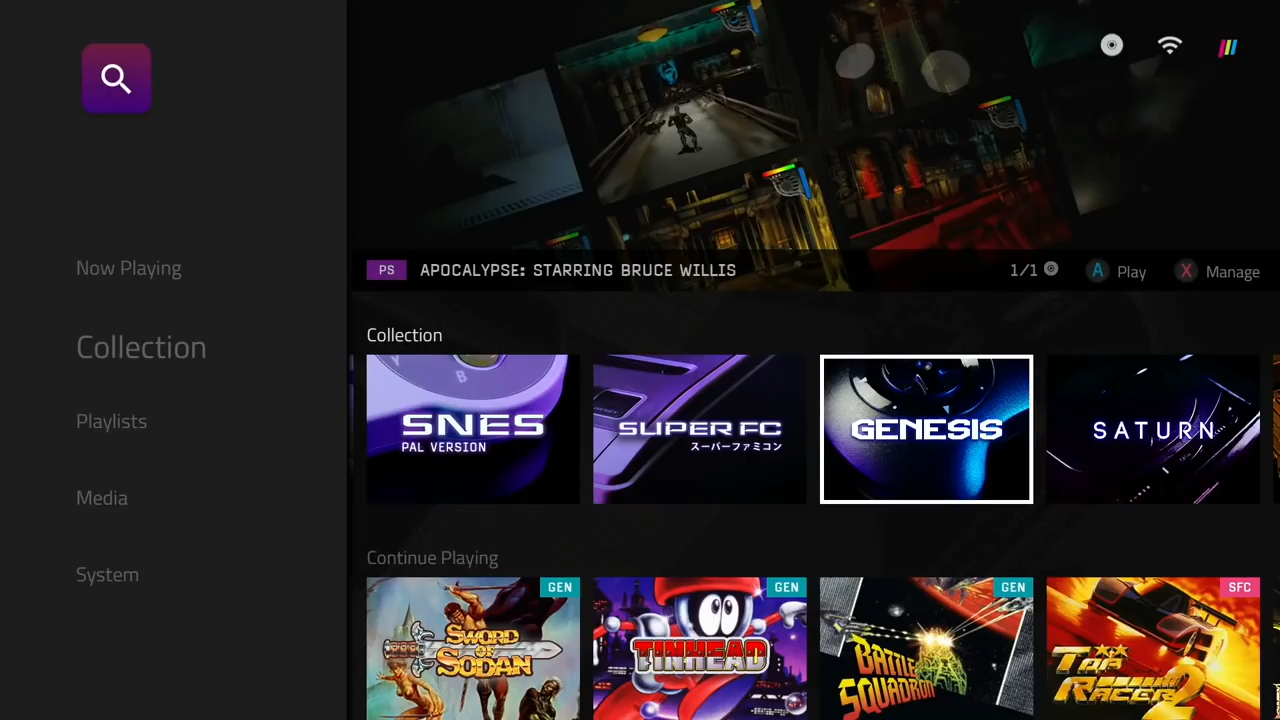 Now Playing
Collection
Playlists
Media
System
PS
APOCALYPSE: STARRING BRUCE WILLIS
1/1
A
Play
X
Manage
Collection
Y
B
SNES
PAL VERSION
SUPER FC
スーパーファミコン
GENESIS
SATURN
Continue Playing
GEN
SWORD
OF
SODAN
GEN
TINHEAD
GEN
BATTLE
SQUADRON
SFC
TOP
RACER 2